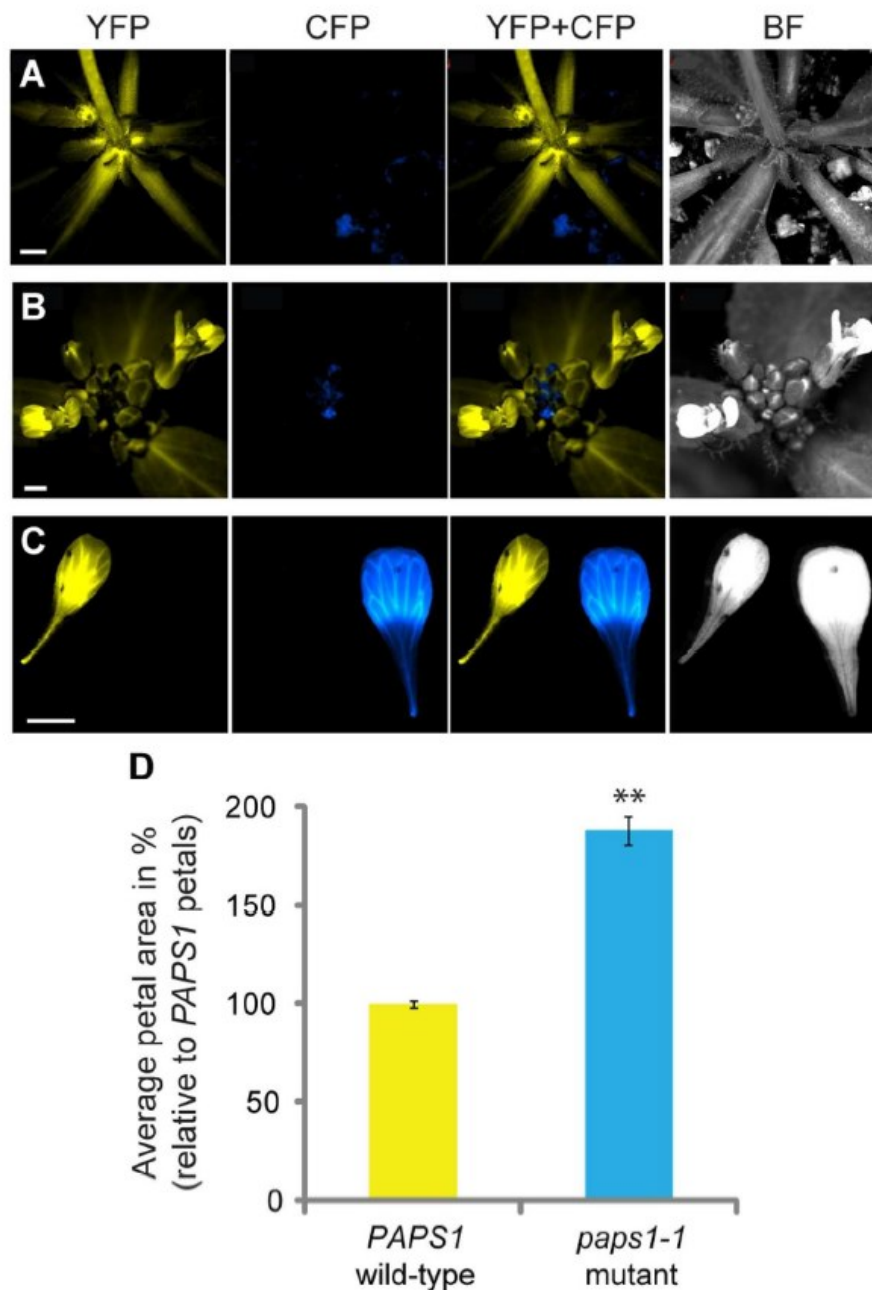 YFP CFP YFP+CFP BF
A
B
C
D
Average petal area in %
(relative to PAPS1 petals)
200
150
100
50
0
**
PAPS1
wild-type
paps1-1
mutant